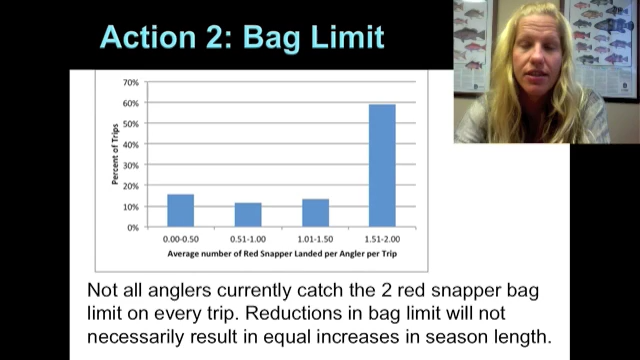 Action 2: Bag Limit
70%
60%
50%
40%
30%
20%
10%
0%
Percent of Trips
0.00-0.50 0.51-1.00 1.01-1.50 1.51-2.00
Average number of Red Snapper Landed per Angler per Trip
Not all anglers currently catch the 2 red snapper bag
limit on every trip. Reductions in bag limit will not
necessarily result in equal increases in season length.